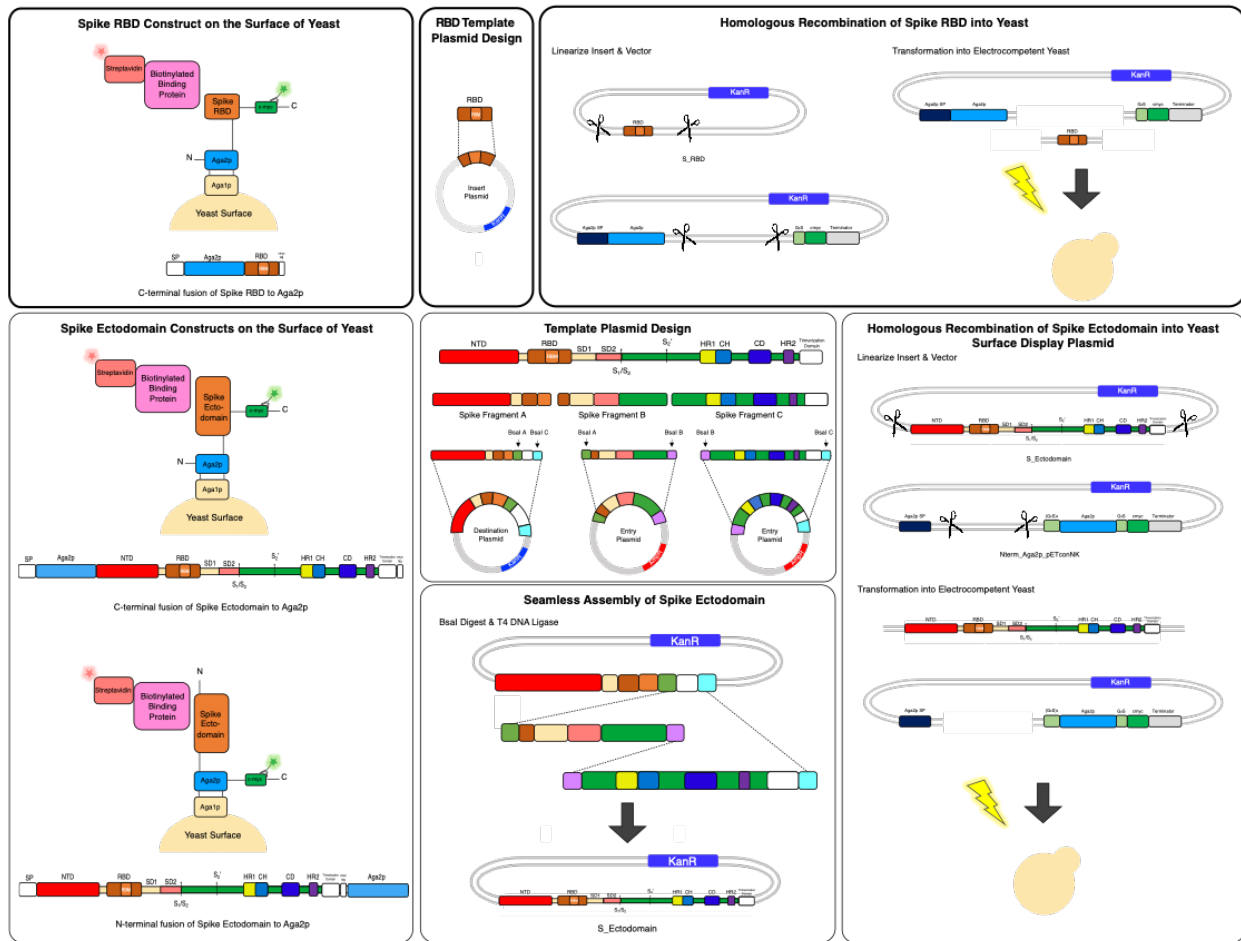 Spike RBD Construct on the Surface of Yeast
Streptavidin
Biotinylated
Binding
Protein
Spike
RBD
c-myc
C
N
Aga2p
Aga1p
Yeast Surface
SP
Aga2p
RBD
C-terminal fusion of Spike RBD to Aga2p
RBD Template
Plasmid Design
RBD
Insert
Plasmid
KanR
Homologous Recombination of Spike RBD into Yeast
Linearize Insert & Vector
KanR
RBD
S_RBD
KanR
Aga2p SP
Aga2p
G₄S
cmyc
Terminator
Transformation into Electrocompetent Yeast
KanR
Aga2p SP
Aga2p
G₄S
cmyc
Terminator
RBD
Spike Ectodomain Constructs on the Surface of Yeast
Streptavidin
Biotinylated
Binding
Protein
Spike
Ecto-
domain
c-myc
C
N
Aga2p
Aga1p
Yeast Surface
SP
Aga2p
NTD
RBD
SD1
SD2
S₂'
HR1 CH
CD
HR2
S₁/S₂
C-terminal fusion of Spike Ectodomain to Aga2p
N
Streptavidin
Biotinylated
Binding
Protein
Spike
Ecto-
domain
Aga2p
c-myc
C
Aga1p
Yeast Surface
SP
NTD
RBD
SD1
SD2
S₂'
HR1 CH
CD
HR2
Aga2p
S₁/S₂
N-terminal fusion of Spike Ectodomain to Aga2p
Template Plasmid Design
NTD
RBD
SD1
SD2
S₂'
HR1 CH
CD
HR2
Trimerization
Domain
S₁/S₂
Spike Fragment A
Spike Fragment B
Spike Fragment C
BsaI A
BsaI C
BsaI A
BsaI B
BsaI B
BsaI C
Destination
Plasmid
KanR
Entry
Plasmid
Entry
Plasmid
Seamless Assembly of Spike Ectodomain
BsaI Digest & T4 DNA Ligase
KanR
KanR
NTD
RBD
SD1
SD2
S₂'
HR1 CH
CD
HR2
S₁/S₂
S_Ectodomain
Homologous Recombination of Spike Ectodomain into Yeast
Surface Display Plasmid
Linearize Insert & Vector
KanR
NTD
RBD
SD1
SD2
S₂'
HR1 CH
CD
HR2
S₁/S₂
S_Ectodomain
KanR
Aga2p SP
Aga2p
G₄S
cmyc
Terminator
Nterm_Aga2p_pETconNK
Transformation into Electrocompetent Yeast
NTD
RBD
SD1
SD2
S₂'
HR1 CH
CD
HR2
S₁/S₂
KanR
Aga2p SP
Aga2p
G₄S
cmyc
Terminator